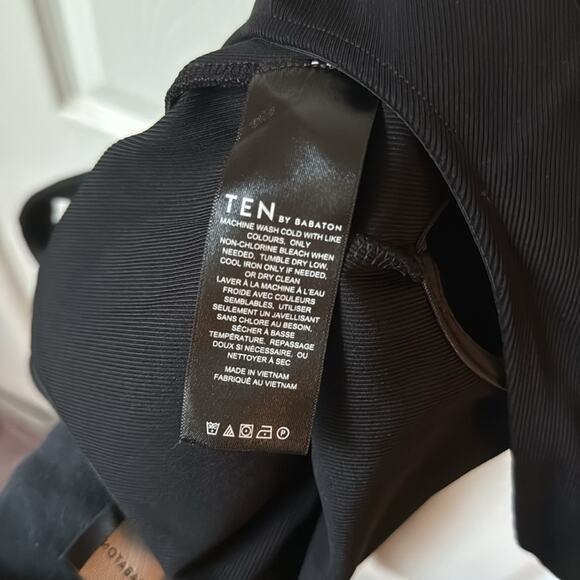 TEN BY BABATON
MACHINE WASH COLD WITH LIKE
COLOURS, ONLY
NON-CHLORINE BLEACH WHEN
NEEDED, TUMBLE DRY LOW,
COOL IRON ONLY IF NEEDED,
OR DRY CLEAN
LAVER À LA MACHINE À L'EAU
FROIDE AVEC COULEURS
SEMBLABLES, UTILISER
SEULEMENT UN JAVELLISANT
SANS CHLORE AU BESOIN,
SÉCHER À BASSE
TEMPÉRATURE, REPASSAGE
DOUX SI NÉCESSAIRE, OU
NETTOYER À SEC
MADE IN VIETNAM
FABRIQUÉ AU VIETNAM
P